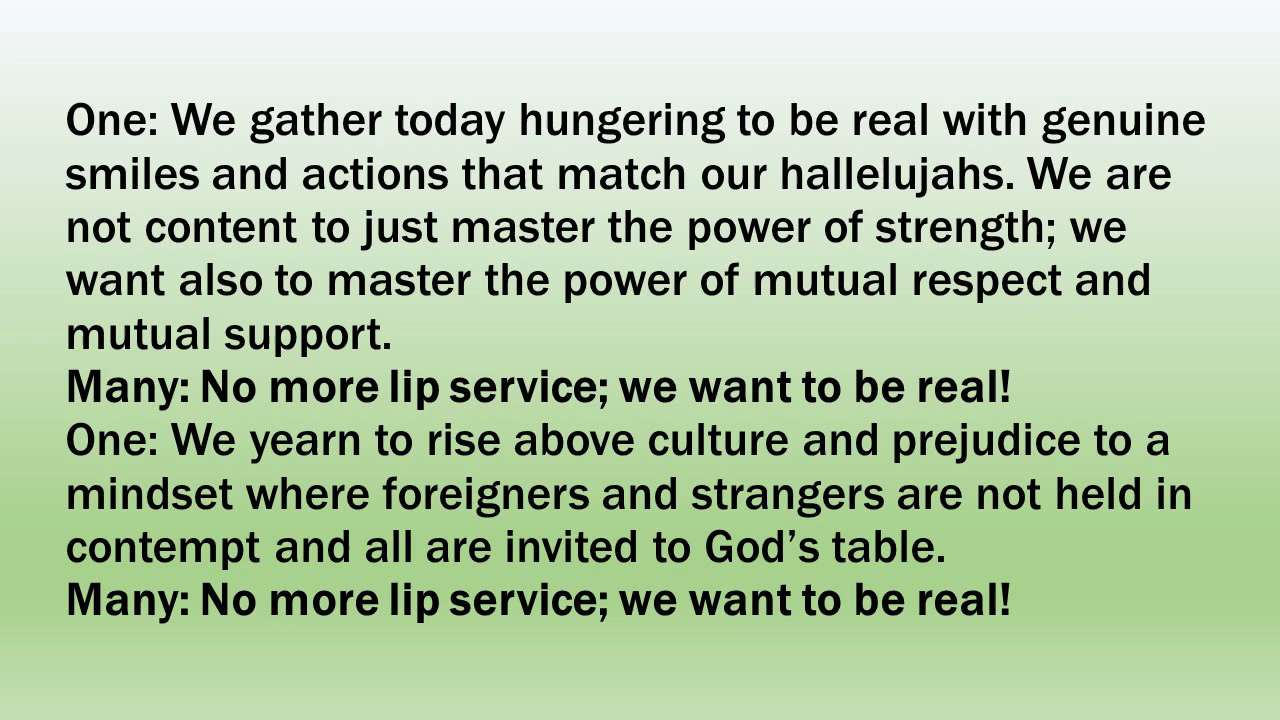 One: We gather today hungering to be real with genuine
smiles and actions that match our hallelujahs. We are
not content to just master the power of strength; we
want also to master the power of mutual respect and
mutual support.
Many: No more lip service; we want to be real!
One: We yearn to rise above culture and prejudice to a
mindset where foreigners and strangers are not held in
contempt and all are invited to God’s table.
Many: No more lip service; we want to be real!